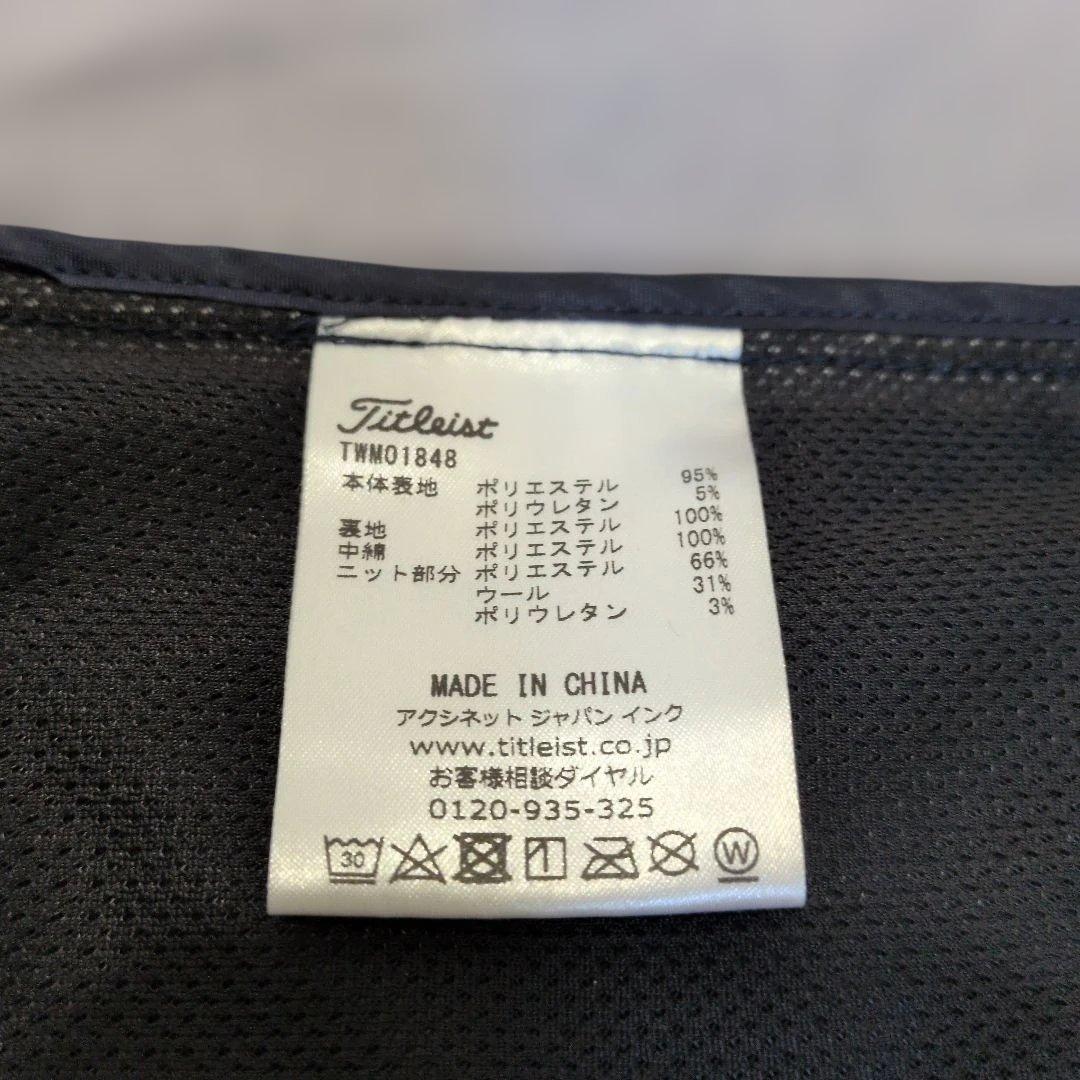 Titleist
TWM01848
本体表地 ポリエステル 95%
ポリウレタン 5%
裏地 ポリエステル 100%
中綿 ポリエステル 100%
ニット部分 ポリエステル 66%
ウール 31%
ポリウレタン 3%
MADE IN CHINA
アクシネット ジャパン インク
www.titleist.co.jp
お客様相談ダイヤル
0120-935-325
30 W